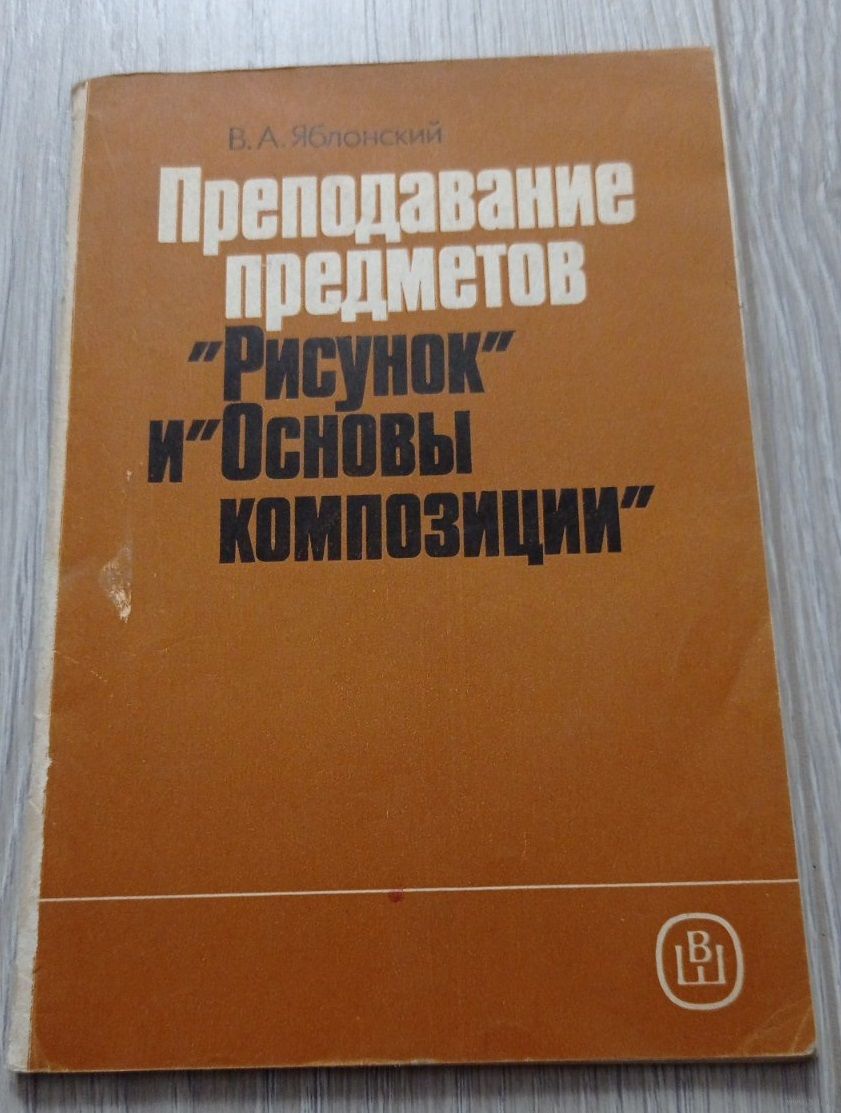 В. А. Яблонский
Преподавание
предметов
"Рисунок"
и "Основы
композиции"
В
Ш